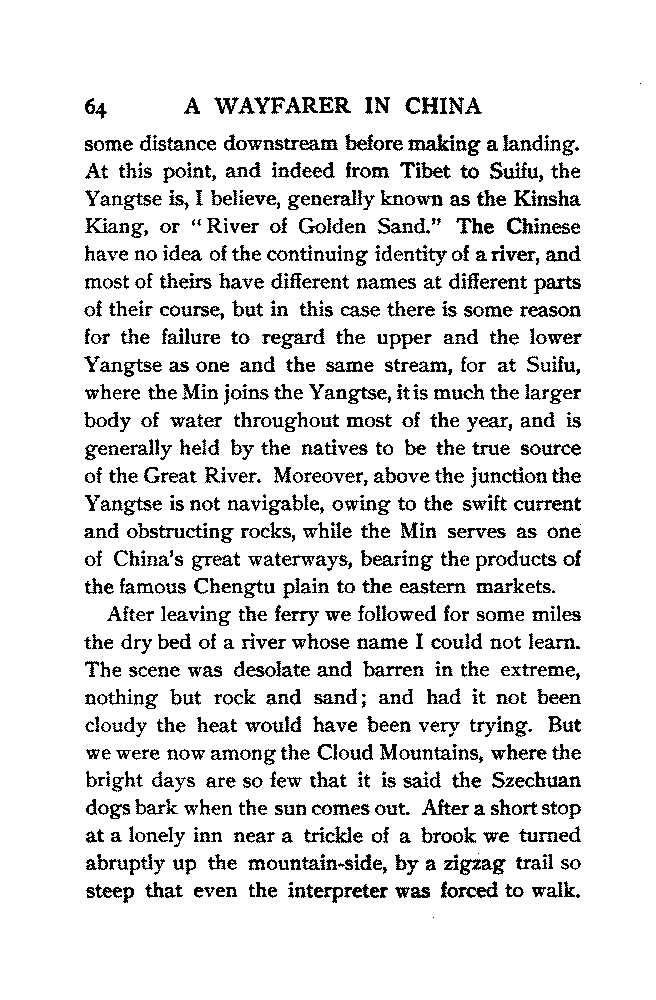 64 A WAYFARER IN CHINA
some distance downstream before making a landing.
At this point, and indeed from Tibet to Suifu, the
Yangtse is, I believe, generally known as the Kinsha
Kiang, or “River of Golden Sand.” The Chinese
have no idea of the continuing identity of a river, and
most of theirs have different names at different parts
of their course, but in this case there is some reason
for the failure to regard the upper and the lower
Yangtse as one and the same stream, for at Suifu,
where the Min joins the Yangtse, it is much the larger
body of water throughout most of the year, and is
generally held by the natives to be the true source
of the Great River. Moreover, above the junction the
Yangtse is not navigable, owing to the swift current
and obstructing rocks, while the Min serves as one
of China's great waterways, bearing the products of
the famous Chengtu plain to the eastern markets.
After leaving the ferry we followed for some miles
the dry bed of a river whose name I could not learn.
The scene was desolate and barren in the extreme,
nothing but rock and sand; and had it not been
cloudy the heat would have been very trying. But
we were now among the Cloud Mountains, where the
bright days are so few that it is said the Szechuan
dogs bark when the sun comes out. After a short stop
at a lonely inn near a trickle of a brook we turned
abruptly up the mountain-side, by a zigzag trail so
steep that even the interpreter was forced to walk.